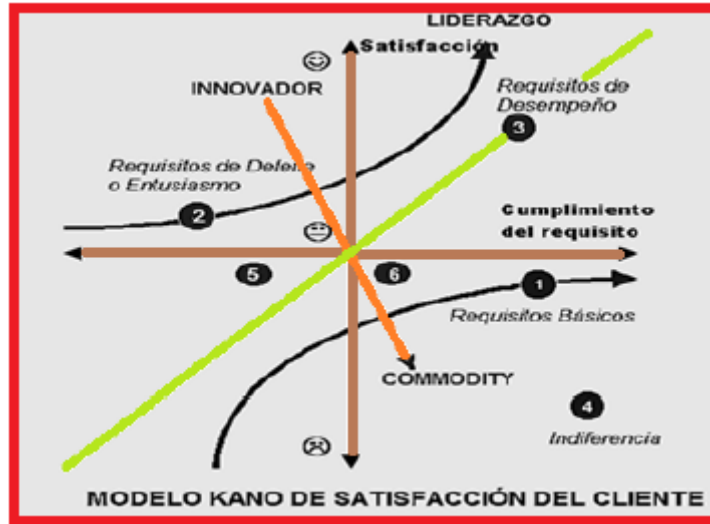 LIDERAZGO
Satisfacción
INNOVADOR
Requisitos de
Desempeño
3
Requisitos de Deleite
o Entusiasmo
2
Cumplimiento
del requisito
5
6
1
Requisitos Básicos
COMMODITY
4
Indiferencia
MODELO KANO DE SATISFACCIÓN DEL CLIENTE